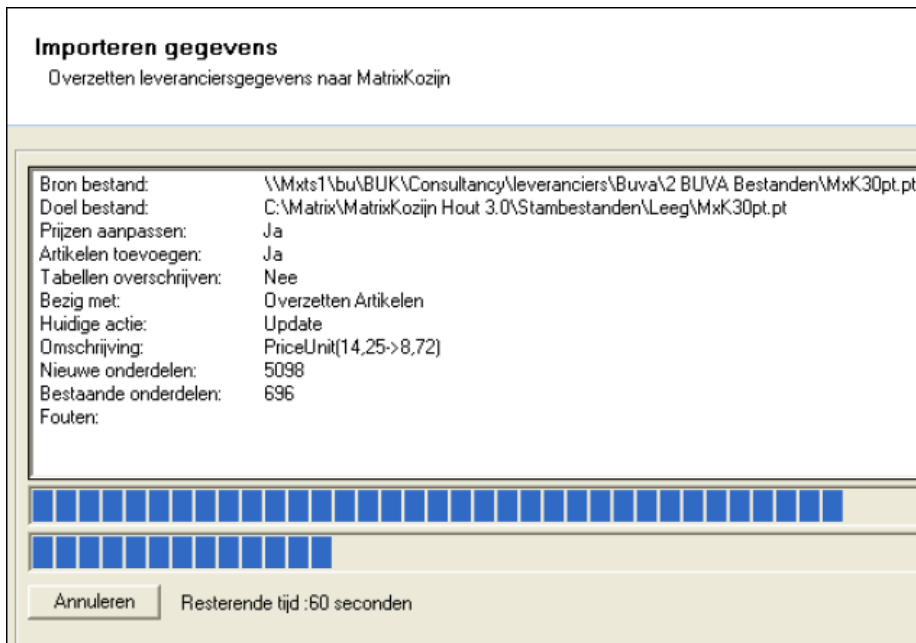 Importeren gegevens
Overzetten leveranciersgegevens naar MatrixKozijn
Bron bestand: \\Mxts1\bu\BUK\Consultancy\leveranciers\Buva\2 BUVA Bestanden\MxK30pt.pt
Doel bestand: C:\Matrix\MatrixKozijn Hout 3.0\Stambestanden\Leeg\MxK30pt.pt
Prijzen aanpassen: Ja
Artikelen toevoegen: Ja
Tabellen overschrijven: Nee
Bezig met: Overzetten Artikelen
Huidige actie: Update
Omschrijving: PriceUnit(14,25->8,72)
Nieuwe onderdelen: 5098
Bestaande onderdelen: 696
Fouten:
Annuleren Resterende tijd :60 seconden